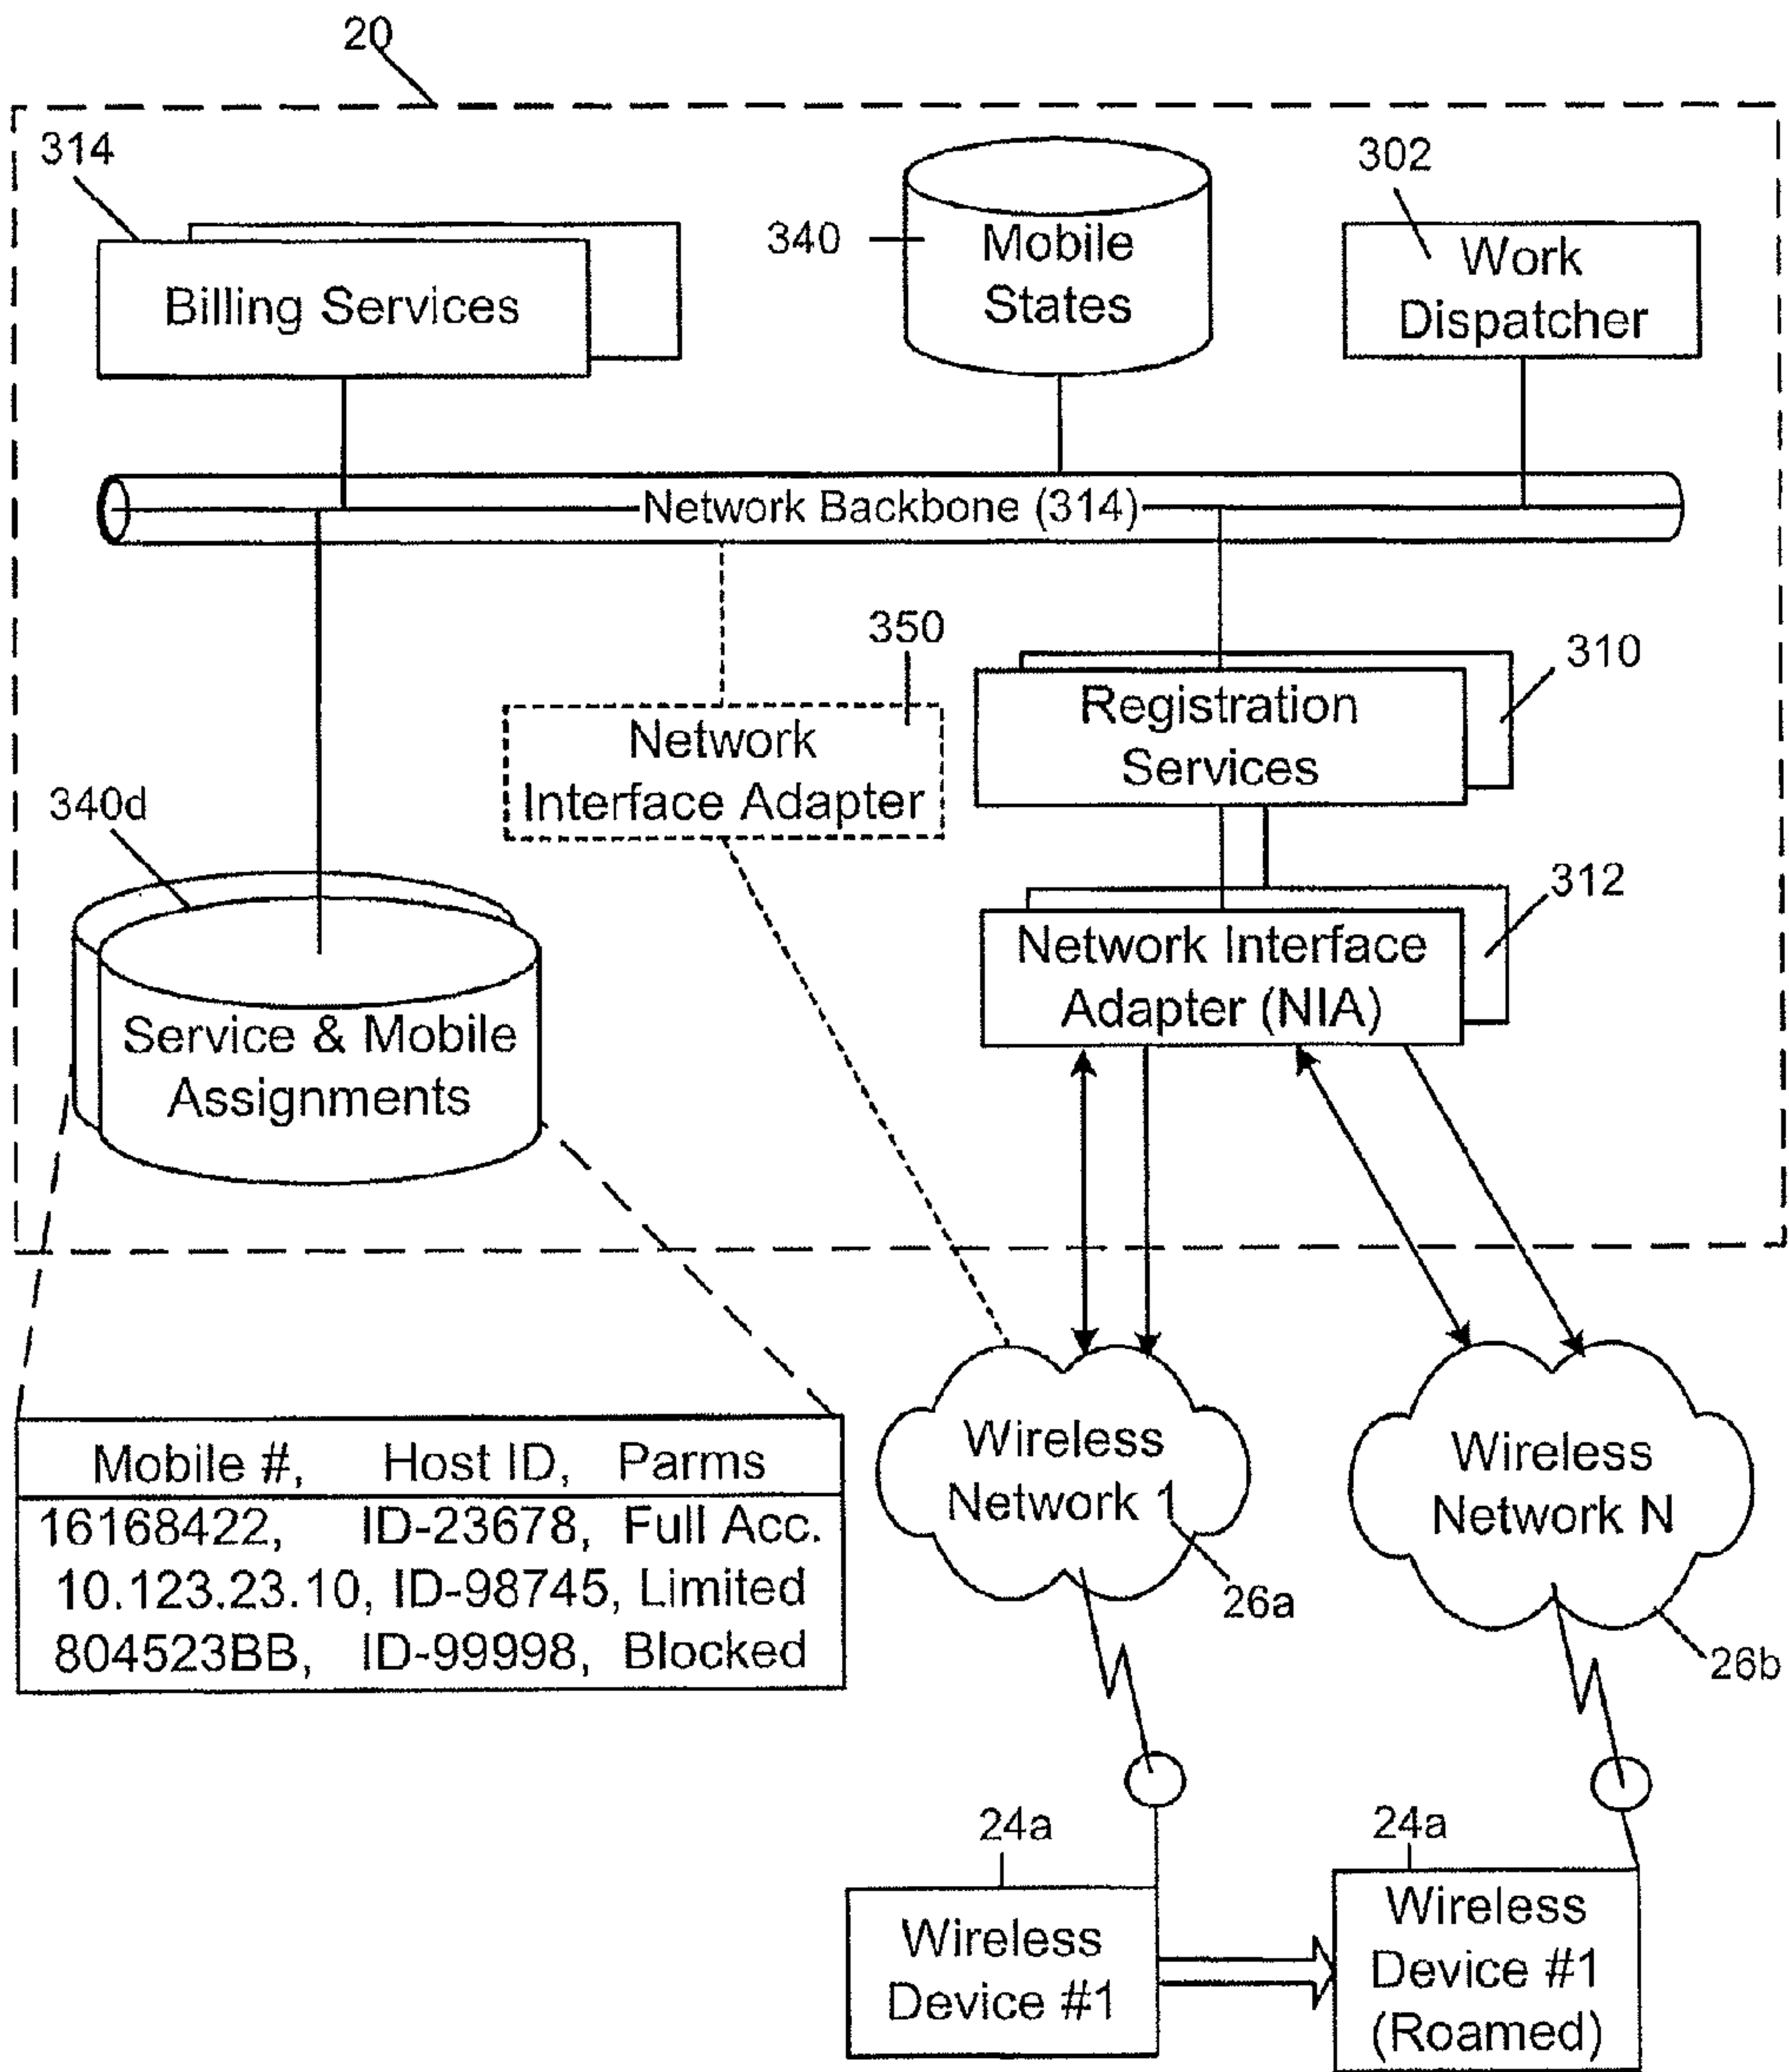 20
314
Billing Services
340
Mobile
States
302
Work
Dispatcher
Network Backbone (314)
350
Network
Interface Adapter
310
Registration
Services
340d
Service & Mobile
Assignments
312
Network Interface
Adapter (NIA)
Mobile #, Host ID, Parms
16168422, ID-23678, Full Acc.
10.123.23.10, ID-98745, Limited
804523BB, ID-99998, Blocked
Wireless
Network 1
26a
Wireless
Network N
26b
24a
Wireless
Device #1
24a
Wireless
Device #1
(Roamed)